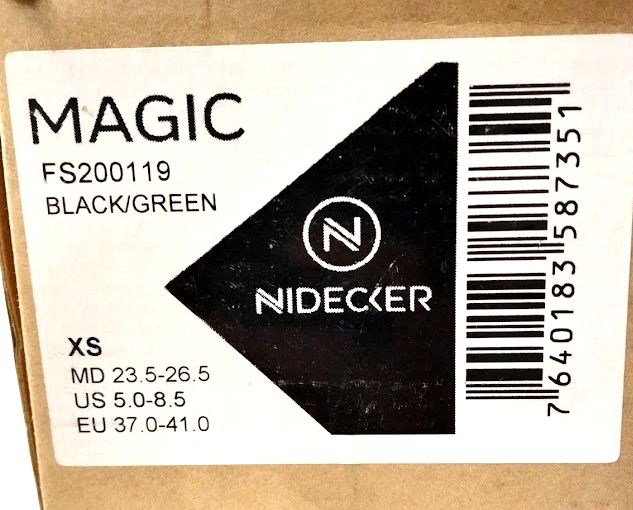 MAGIC
FS200119
BLACK/GREEN
N
NIDECKER
XS
MD 23.5-26.5
US 5.0-8.5
EU 37.0-41.0
7 640183 587351